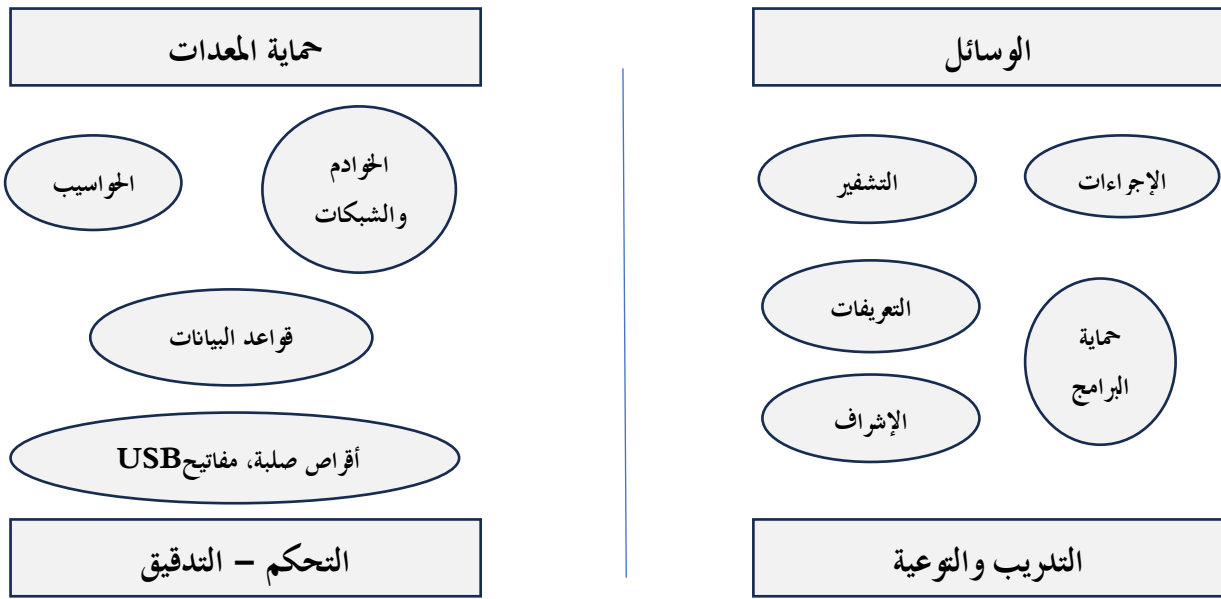 الوسائل
الإجراءات
التشفير
التعريفات
حماية
البرامج
الإشراف
التدريب والتوعية
حماية المعدات
الخوادم
والشبكات
الحواسيب
قواعد البيانات
أقراص صلبة، مفاتيحUSB
التحكم – التدقيق